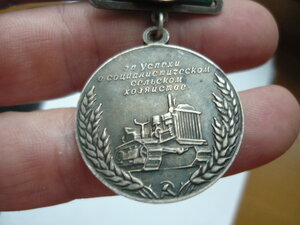 за успехи
в социалистическом
сельском
хозяйстве